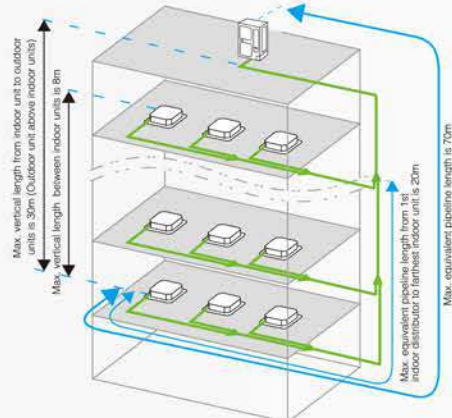 Max. vertical length from indoor unit to outdoor
units is 30m (Outdoor unit above indoor units)
Max. vertical length between indoor units is 8m
Max. equivalent pipeline length from 1st
indoor distributor to farthest indoor unit is 20m
Max. equivalent pipeline length is 70m